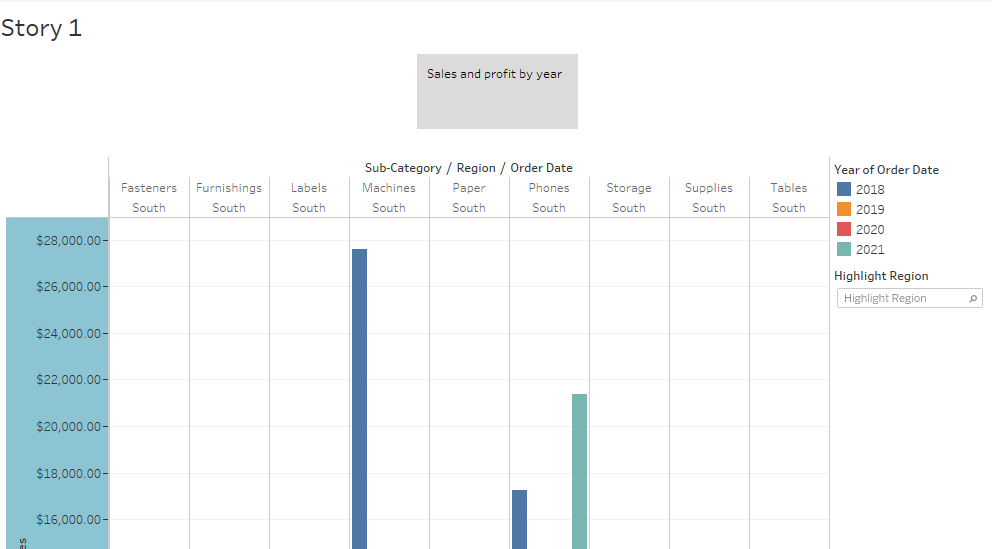 Story 1
Sales and profit by year
Sub-Category / Region / Order Date
Fasteners Furnishings Labels Machines Paper Phones Storage Supplies Tables
South South South South South South South South South
$28,000.00
$26,000.00
$24,000.00
$22,000.00
$20,000.00
$18,000.00
$16,000.00
Year of Order Date
2018
2019
2020
2021
Highlight Region
Highlight Region